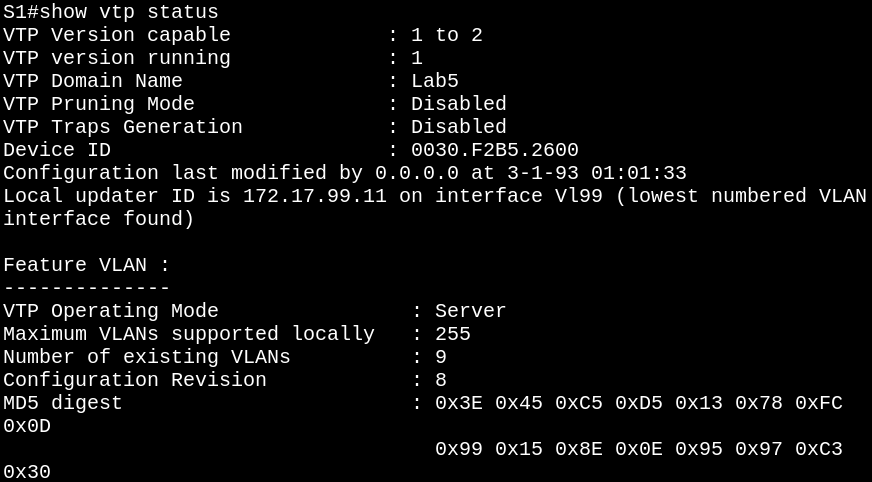 S1#show vtp status
VTP Version capable             : 1 to 2
VTP version running             : 1
VTP Domain Name                 : Lab5
VTP Pruning Mode                : Disabled
VTP Traps Generation            : Disabled
Device ID                       : 0030.F2B5.2600
Configuration last modified by 0.0.0.0 at 3-1-93 01:01:33
Local updater ID is 172.17.99.11 on interface Vl99 (lowest numbered VLAN
interface found)

Feature VLAN :
--------------
VTP Operating Mode                : Server
Maximum VLANs supported locally   : 255
Number of existing VLANs          : 9
Configuration Revision            : 8
MD5 digest                        : 0x3E 0x45 0xC5 0xD5 0x13 0x78 0xFC
0x0D
                                    0x99 0x15 0x8E 0x0E 0x95 0x97 0xC3
0x30